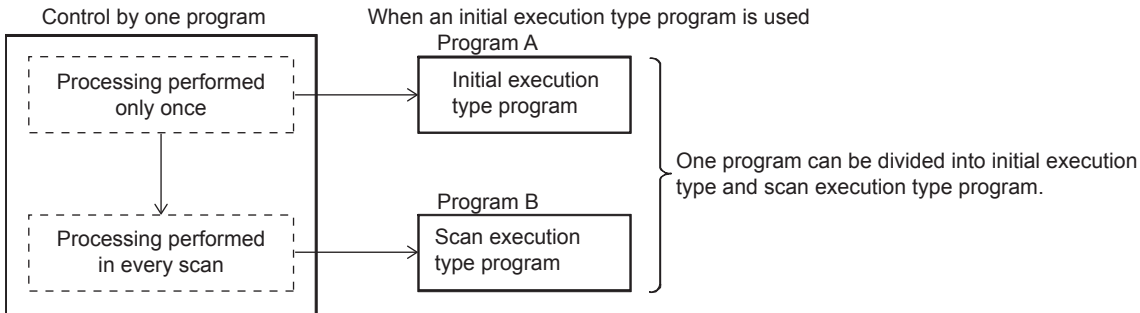 Control by one program
When an initial execution type program is used
Program A
Processing performed
only once
Initial execution
type program
One program can be divided into initial execution
type and scan execution type program.
Program B
Processing performed
in every scan
Scan execution
type program